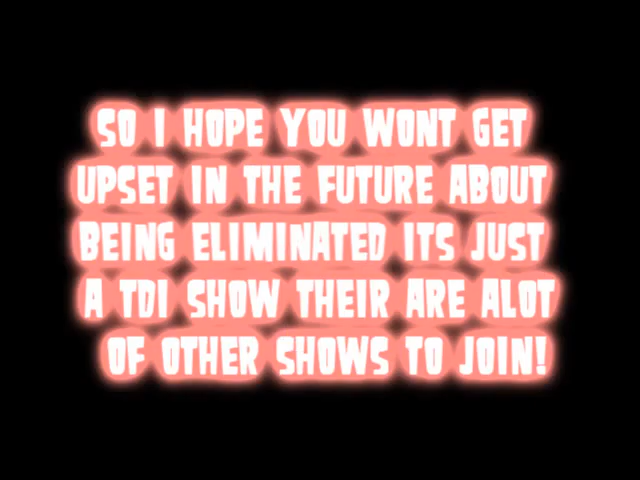 SO I HOPE YOU WONT GET
UPSET IN THE FUTURE ABOUT
BEING ELIMINATED ITS JUST
A TDI SHOW THEIR ARE ALOT
OF OTHER SHOWS TO JOIN!